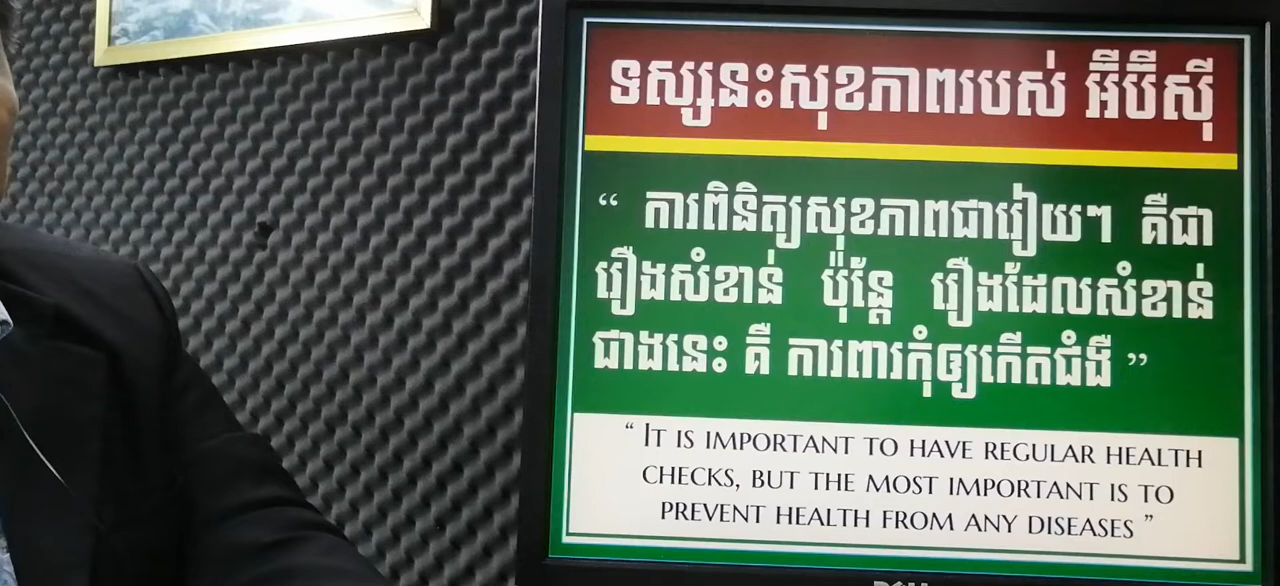 ទស្សនះសុខភាពរបស់ អ៊ីប៊ីស៊ី
“ ការពិនិត្យសុខភាពជារៀយៗ គឺជា
រឿងសំខាន់ ប៉ុន្តែ រឿងដែលសំខាន់
ជាងនេះ គឺ ការពារកុំឲ្យកើតជំងឺ ”
“ IT IS IMPORTANT TO HAVE REGULAR HEALTH
CHECKS, BUT THE MOST IMPORTANT IS TO
PREVENT HEALTH FROM ANY DISEASES ”